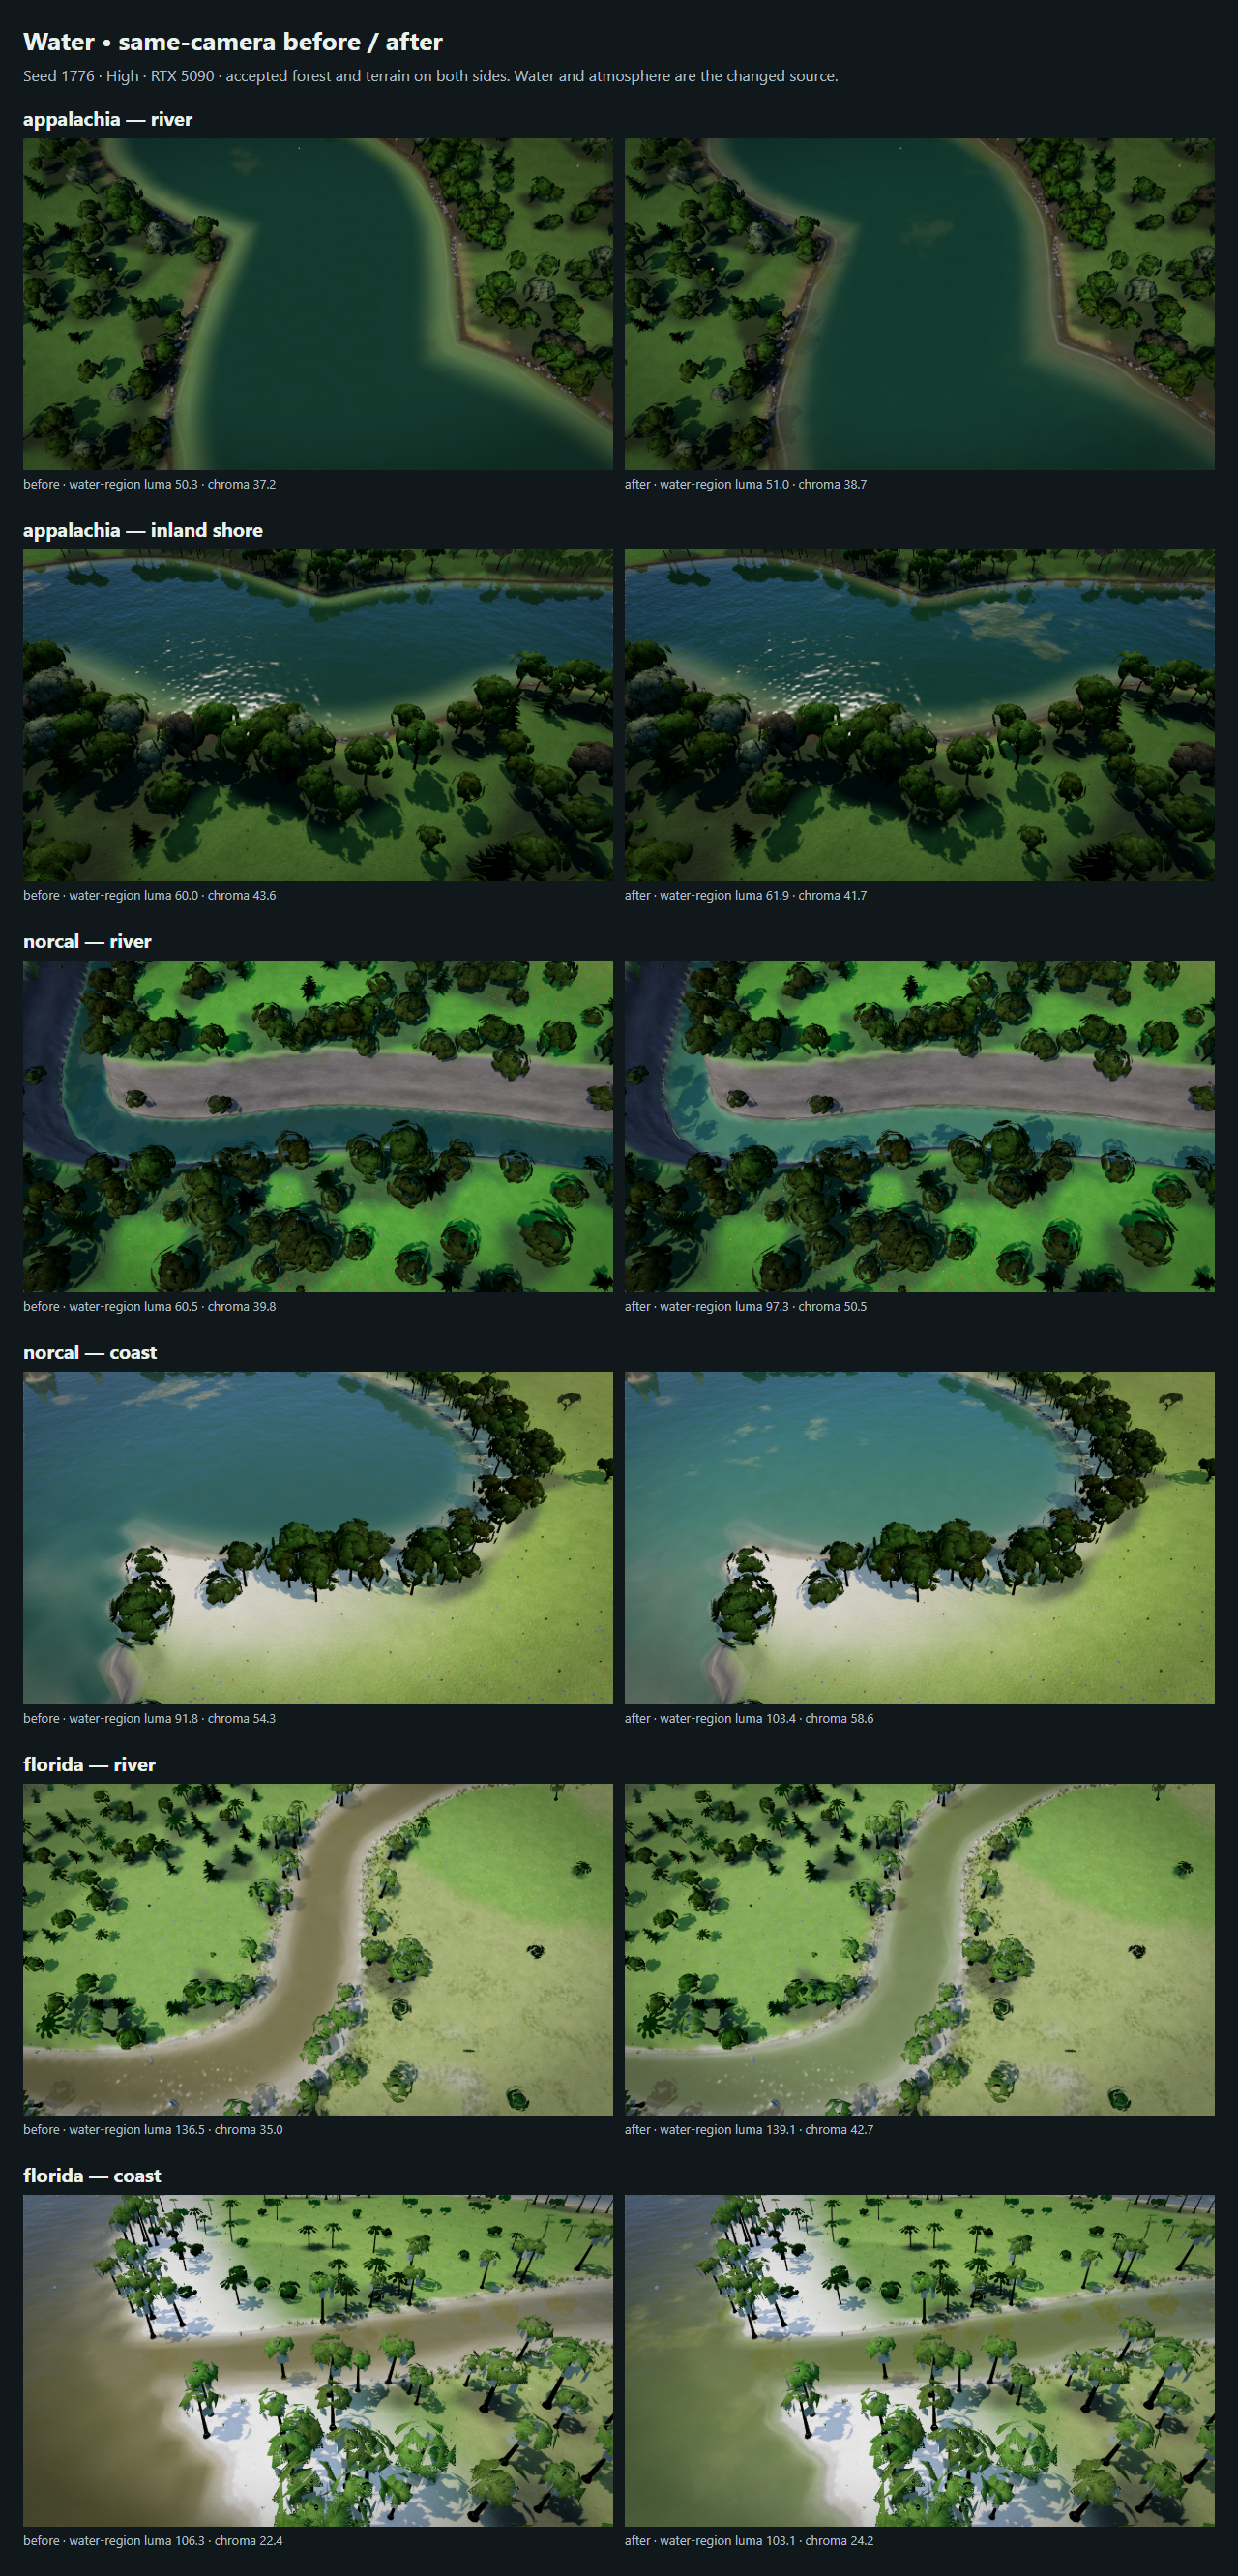 Water • same-camera before / after
Seed 1776 · High · RTX 5090 · accepted forest and terrain on both sides. Water and atmosphere are the changed source.
appalachia — river
before · water-region luma 50.3 · chroma 37.2
after · water-region luma 51.0 · chroma 38.7
appalachia — inland shore
before · water-region luma 60.0 · chroma 43.6
after · water-region luma 61.9 · chroma 41.7
norcal — river
before · water-region luma 60.5 · chroma 39.8
after · water-region luma 97.3 · chroma 50.5
norcal — coast
before · water-region luma 91.8 · chroma 54.3
after · water-region luma 103.4 · chroma 58.6
florida — river
before · water-region luma 136.5 · chroma 35.0
after · water-region luma 139.1 · chroma 42.7
florida — coast
before · water-region luma 106.3 · chroma 22.4
after · water-region luma 103.1 · chroma 24.2